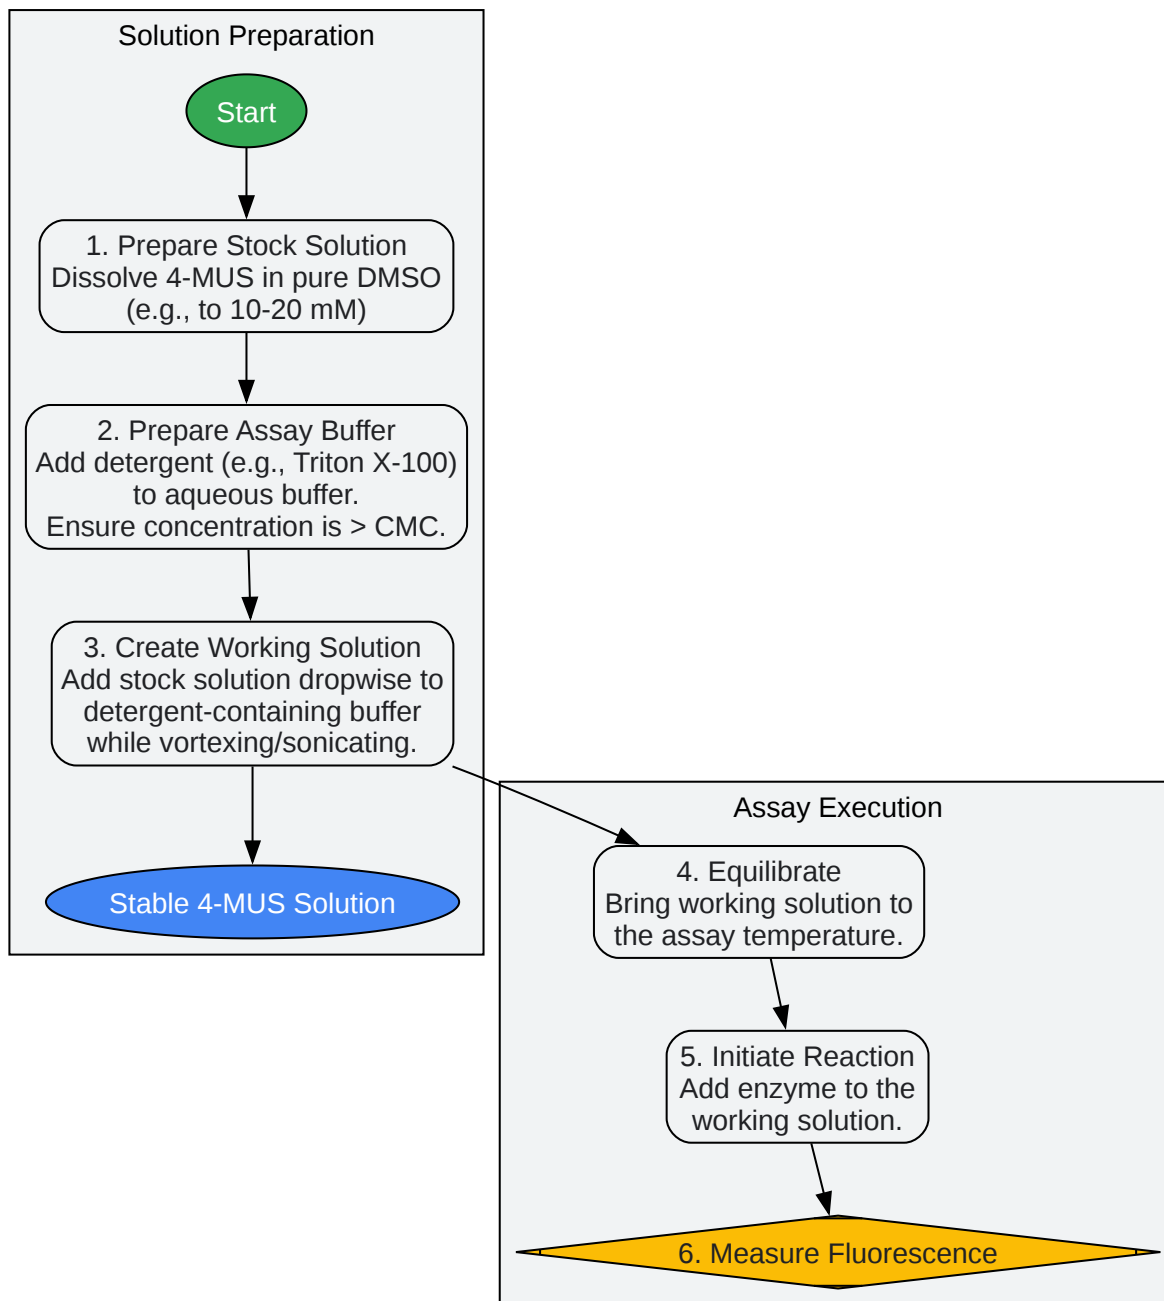 Solution Preparation
Start
1. Prepare Stock Solution
Dissolve 4-MUS in pure DMSO
(e.g., to 10-20 mM)
2. Prepare Assay Buffer
Add detergent (e.g., Triton X-100)
to aqueous buffer.
Ensure concentration is > CMC.
3. Create Working Solution
Add stock solution dropwise to
detergent-containing buffer
while vortexing/sonicating.
Stable 4-MUS Solution
Assay Execution
4. Equilibrate
Bring working solution to
the assay temperature.
5. Initiate Reaction
Add enzyme to the
working solution.
6. Measure Fluorescence